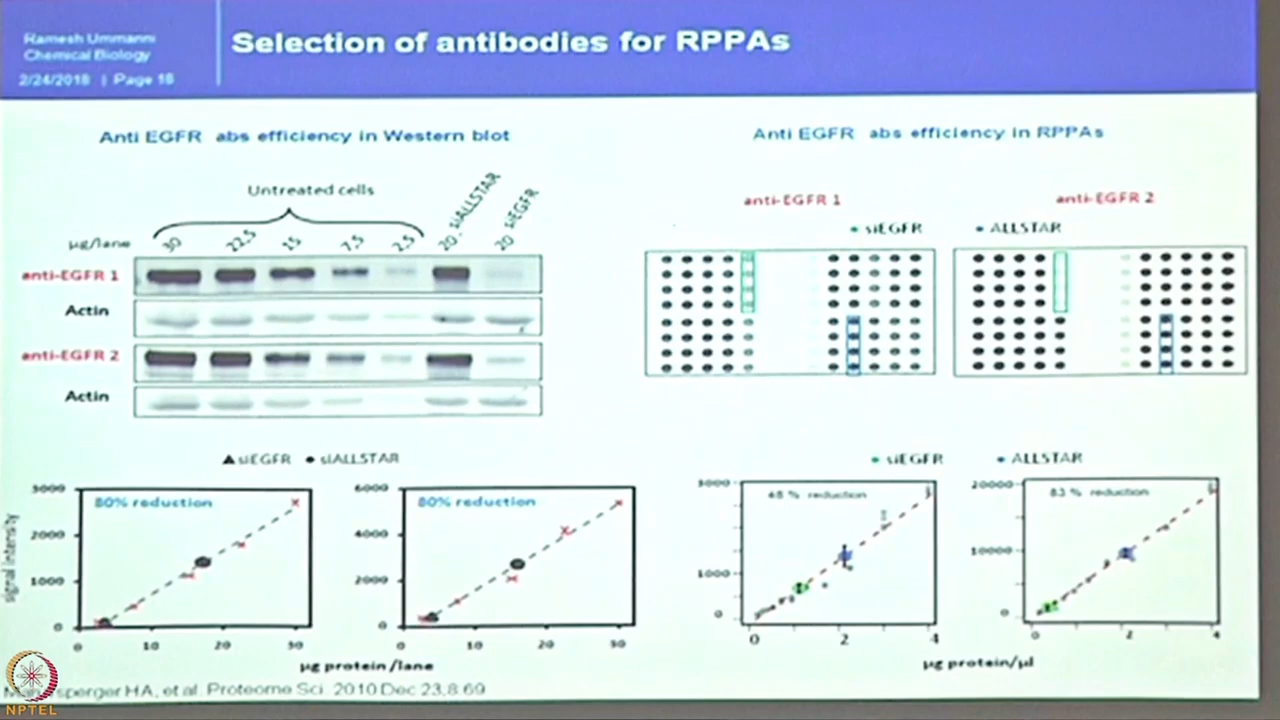 Ramesh Ummanni
Chemical Biology
2/24/2018 | Page 18
Selection of antibodies for RPPAs
Anti EGFR abs efficiency in Western blot
Untreated cells
µg/lane 30 22,5 15 7,5 2,5 20 siALLSTAR 20 siEGFR
anti-EGFR 1
Actin
anti-EGFR 2
Actin
siEGFR siALLSTAR
80% reduction
80% reduction
signal intensity
3000
2000
1000
0
0 10 20 30
6000
4000
2000
0
0 10 20 30
µg protein/lane
Anti EGFR abs efficiency in RPPAs
anti-EGFR 1
anti-EGFR 2
siEGFR ALLSTAR
siEGFR ALLSTAR
48 % reduction
83 % reduction
1000
0
0 2 4
20000
10000
0
0 2 4
µg protein/µl
HA, et al. Proteome Sci. 2010 Dec 23,8:69
NPTEL